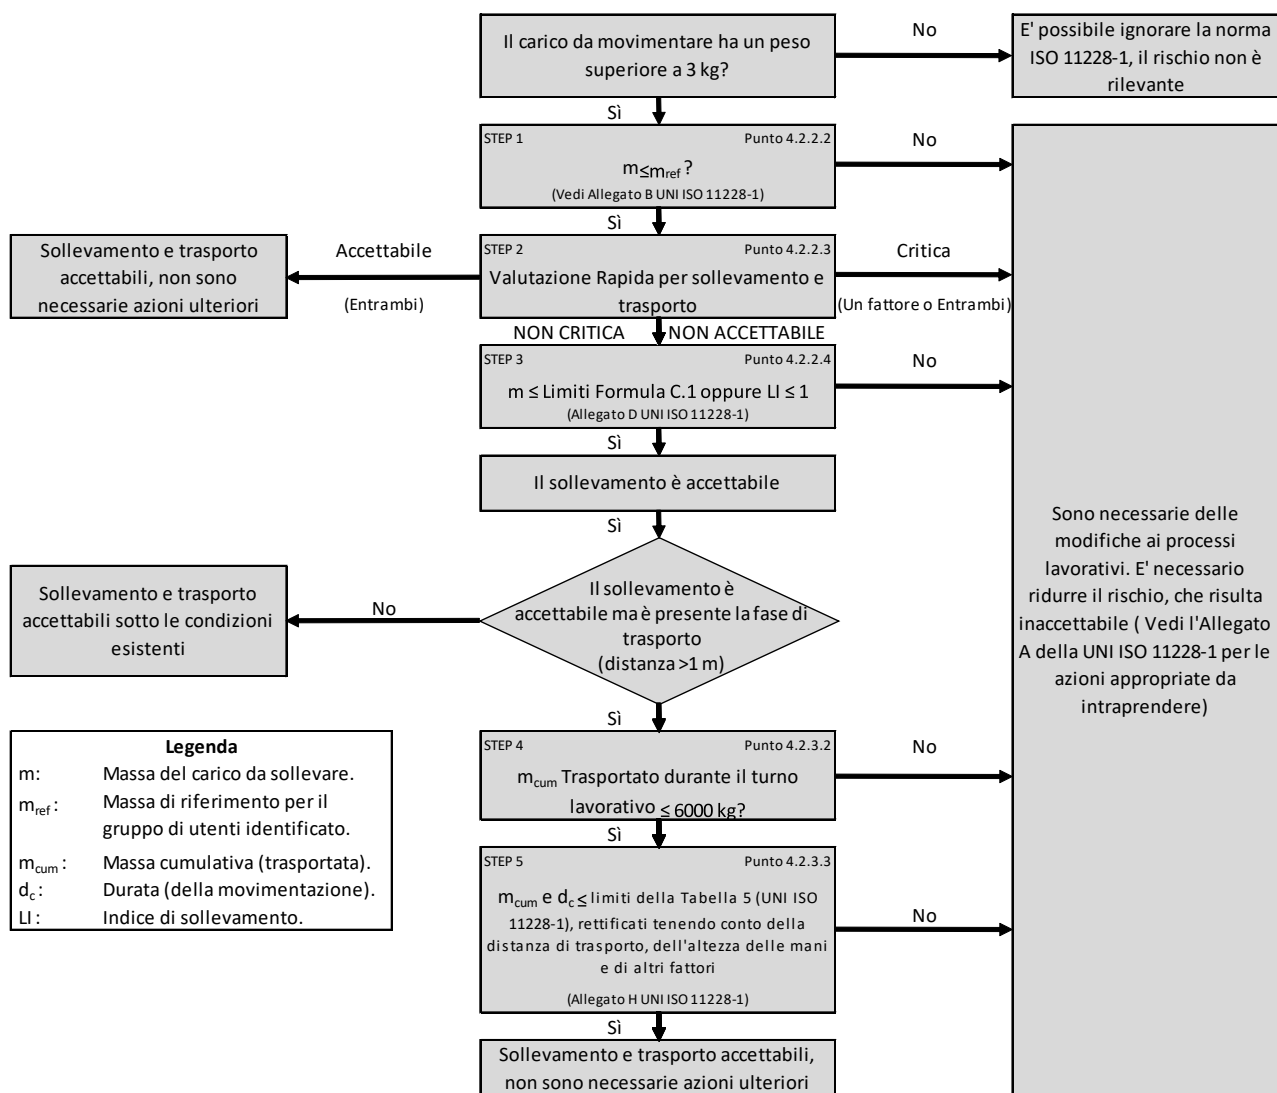 Il carico da movimentare ha un peso
superiore a 3 kg?
No
E' possibile ignorare la norma
ISO 11228-1, il rischio non è
rilevante
Sì
STEP 1 Punto 4.2.2.2
m≤mref ?
(Vedi Allegato B UNI ISO 11228-1)
No
Sì
Sollevamento e trasporto
accettabili, non sono
necessarie azioni ulteriori
Accettabile
(Entrambi)
STEP 2 Punto 4.2.2.3
Valutazione Rapida per sollevamento e
trasporto
Critica
(Un fattore o Entrambi)
NON CRITICA NON ACCETTABILE
STEP 3 Punto 4.2.2.4
m ≤ Limiti Formula C.1 oppure LI ≤ 1
(Allegato D UNI ISO 11228-1)
No
Sì
Il sollevamento è accettabile
Sì
Il sollevamento è
accettabile ma è presente la fase di
trasporto
(distanza >1 m)
No
Sollevamento e trasporto
accettabili sotto le condizioni
esistenti
Sono necessarie delle
modifiche ai processi
lavorativi. E' necessario
ridurre il rischio, che risulta
inaccettabile ( Vedi l'Allegato
A della UNI ISO 11228-1 per le
azioni appropriate da
intraprendere)
Sì
STEP 4 Punto 4.2.3.2
mcum Trasportato durante il turno
lavorativo ≤ 6000 kg?
No
Sì
STEP 5 Punto 4.2.3.3
mcum e dc ≤ limiti della Tabella 5 (UNI ISO
11228-1), rettificati tenendo conto della
distanza di trasporto, dell'altezza delle mani
e di altri fattori
(Allegato H UNI ISO 11228-1)
No
Sì
Sollevamento e trasporto accettabili,
non sono necessarie azioni ulteriori
Legenda
m: Massa del carico da sollevare.
mref : Massa di riferimento per il
gruppo di utenti identificato.
mcum : Massa cumulativa (trasportata).
dc : Durata (della movimentazione).
LI : Indice di sollevamento.